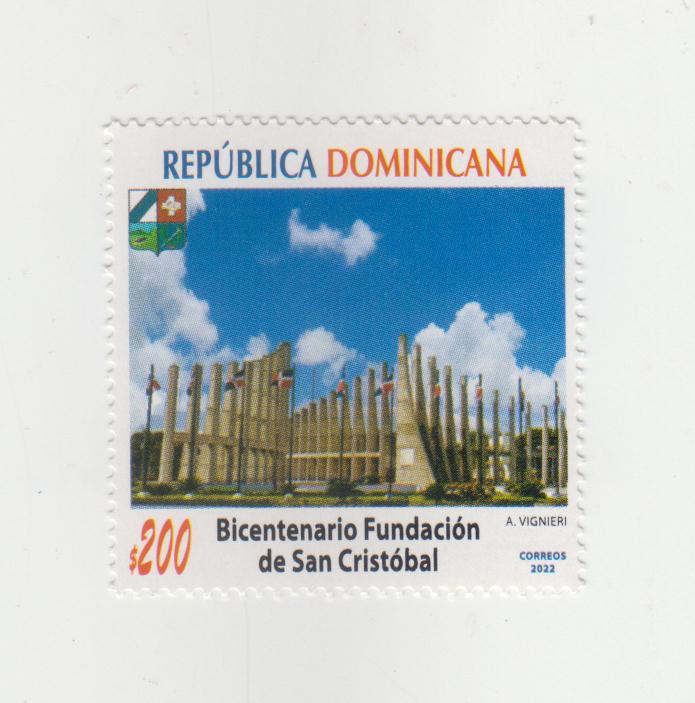 REPÚBLICA DOMINICANA
$200
Bicentenario Fundación
de San Cristóbal
A. VIGNIERI
CORREOS
2022